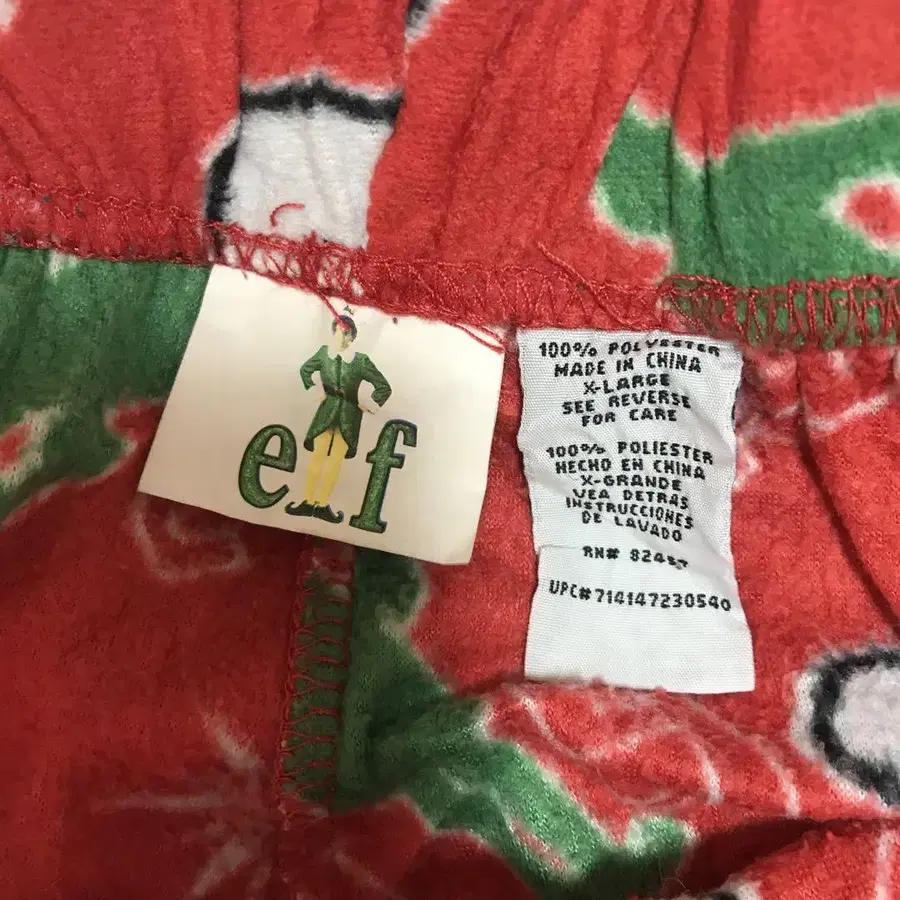 elf
100% POLYESTER
MADE IN CHINA
X-LARGE
SEE REVERSE
FOR CARE
100% POLIESTER
HECHO EN CHINA
X-GRANDE
VEA DETRAS
INSTRUCCIONES
DE LAVADO
RN#
UPC#714147230540